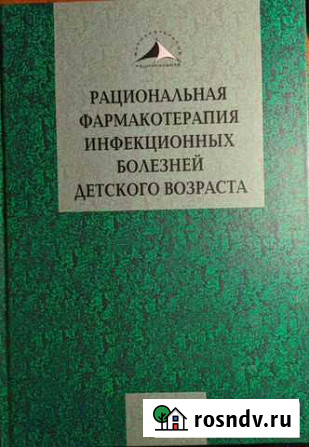 РАЦИОНАЛЬНАЯ
ФАРМАКОТЕРАПИЯ
ИНФЕКЦИОННЫХ
БОЛЕЗНЕЙ
ДЕТСКОГО ВОЗРАСТА
rosndv.ru